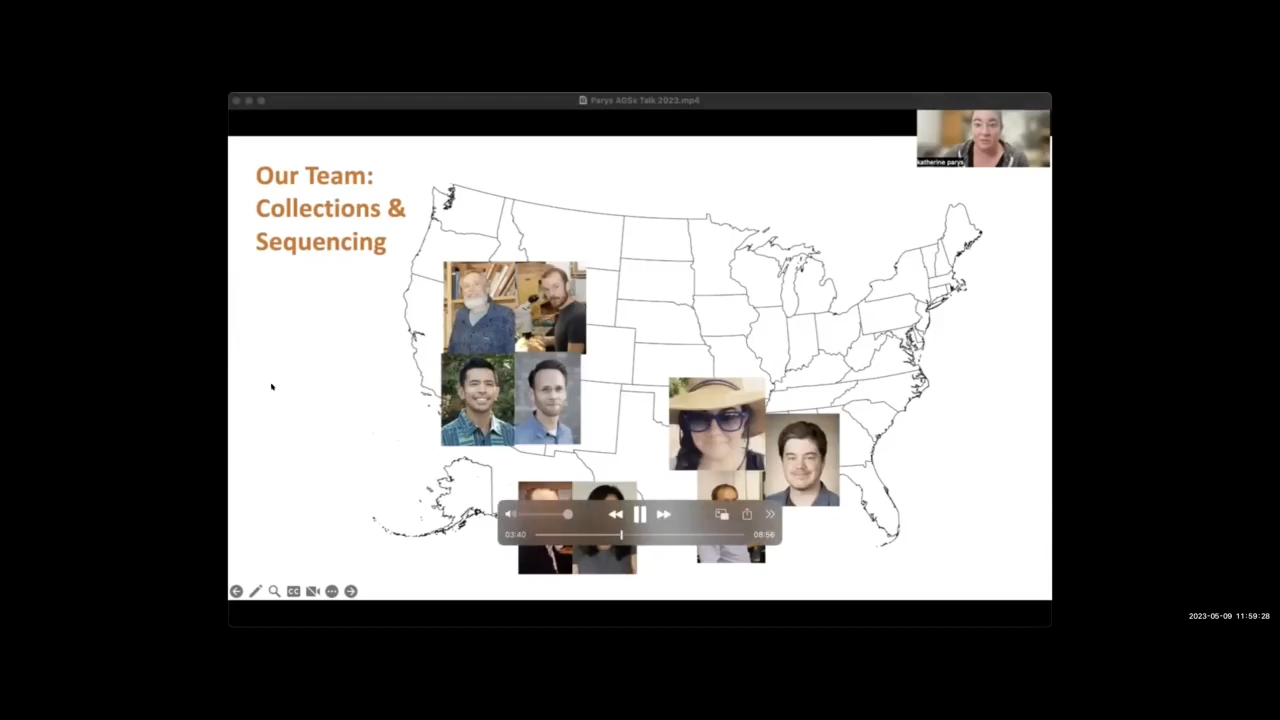 Parys AGSx Talk 2023.mp4
katherine parys
Our Team:
Collections &
Sequencing
03:40
08:56
CC
2023-05-09 11:59:28